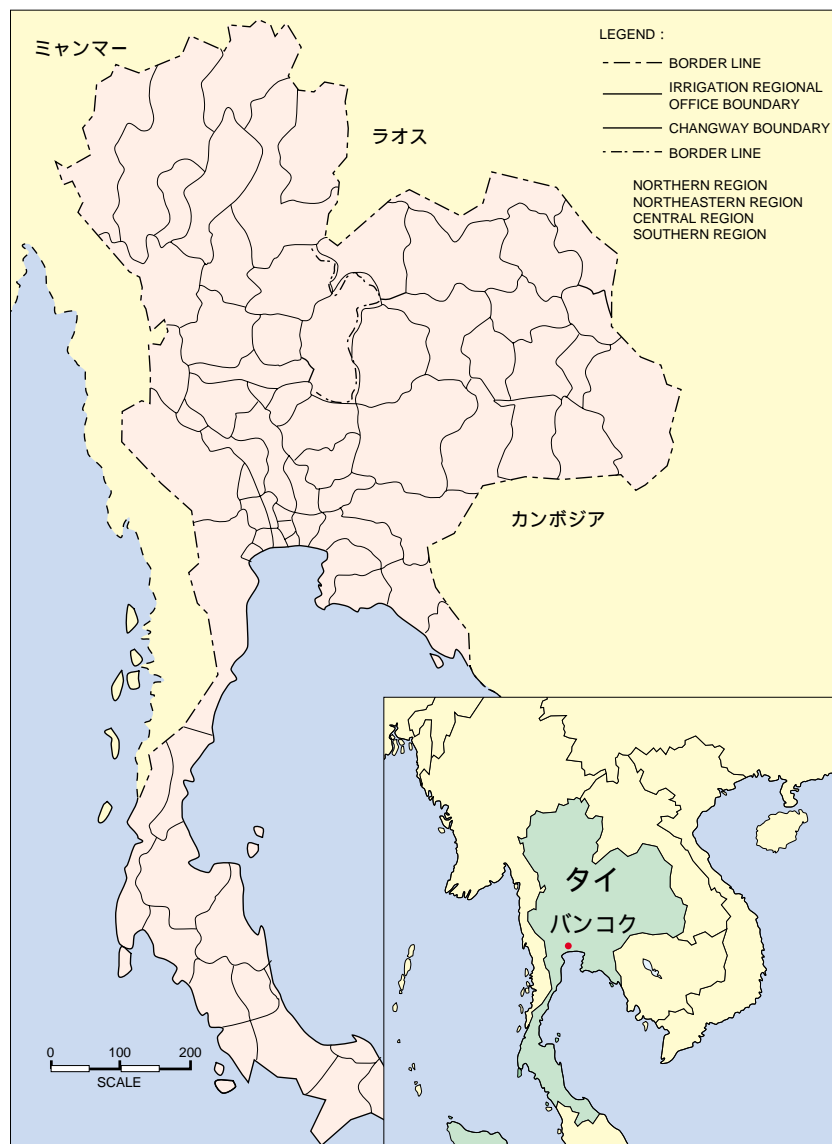 ミャンマー
ラオス
カンボジア
LEGEND :
BORDER LINE
IRRIGATION REGIONAL
OFFICE BOUNDARY
CHANGWAY BOUNDARY
BORDER LINE
NORTHERN REGION
NORTHEASTERN REGION
CENTRAL REGION
SOUTHERN REGION
タイ
バンコク
0 100 200
SCALE